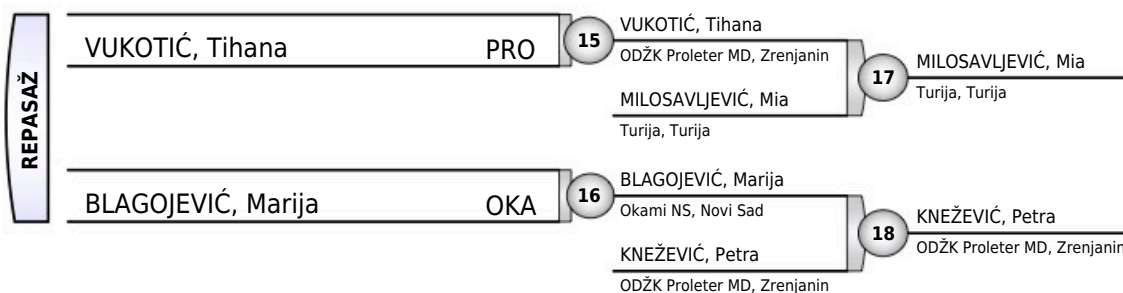 REPASAŽ
VUKOTIĆ, Tihana PRO
15
VUKOTIĆ, Tihana
ODŽK Proleter MD, Zrenjanin
MILOSAVLJEVIĆ, Mia
Turija, Turija
17
MILOSAVLJEVIĆ, Mia
Turija, Turija
BLAGOJEVIĆ, Marija OKA
16
BLAGOJEVIĆ, Marija
Okami NS, Novi Sad
KNEŽEVIĆ, Petra
ODŽK Proleter MD, Zrenjanin
18
KNEŽEVIĆ, Petra
ODŽK Proleter MD, Zrenjanin